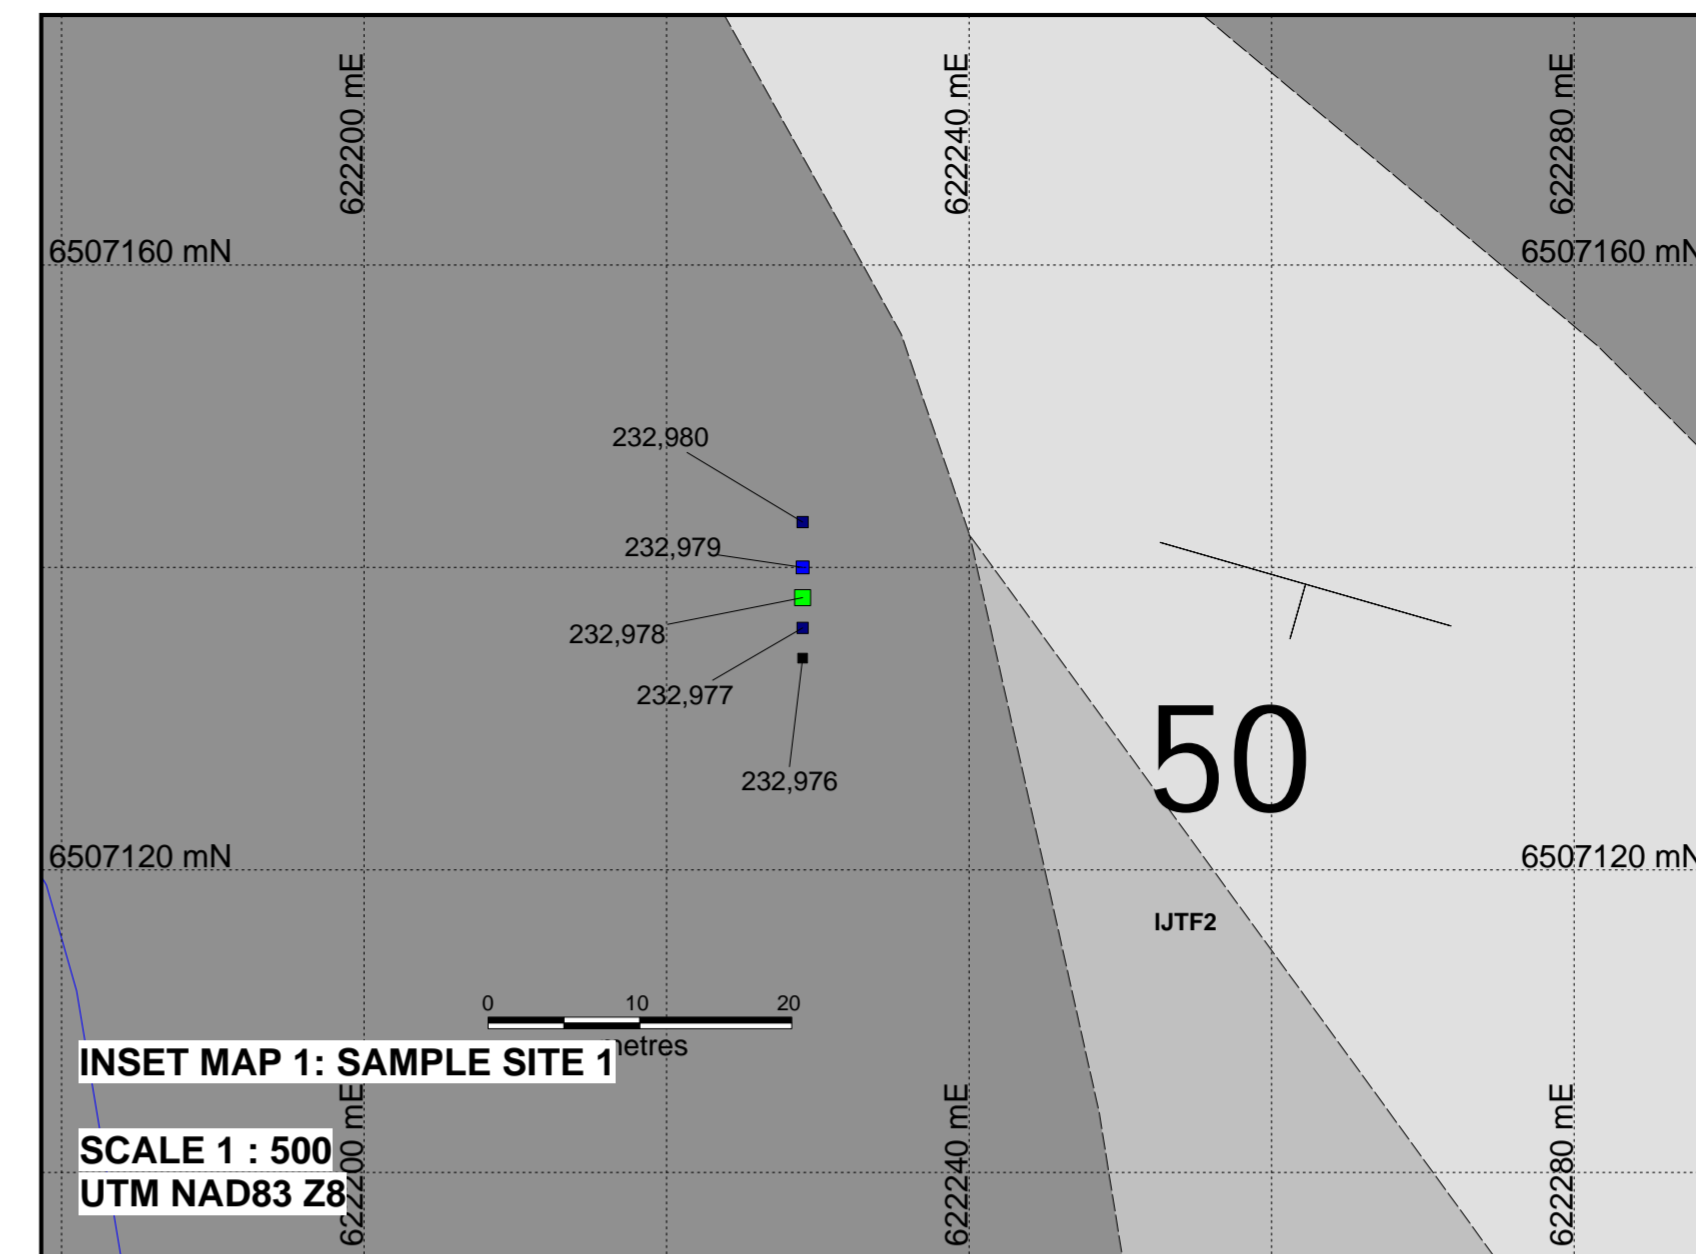 622200 mE
622240 mE
622280 mE
6507160 mN
6507160 mN
232,980
232,979
232,978
232,977
232,976
50
6507120 mN
6507120 mN
IJTF2
0 10 20
metres
INSET MAP 1: SAMPLE SITE 1
SCALE 1 : 500
UTM NAD83 Z8
622200 mE
622240 mE
622280 mE